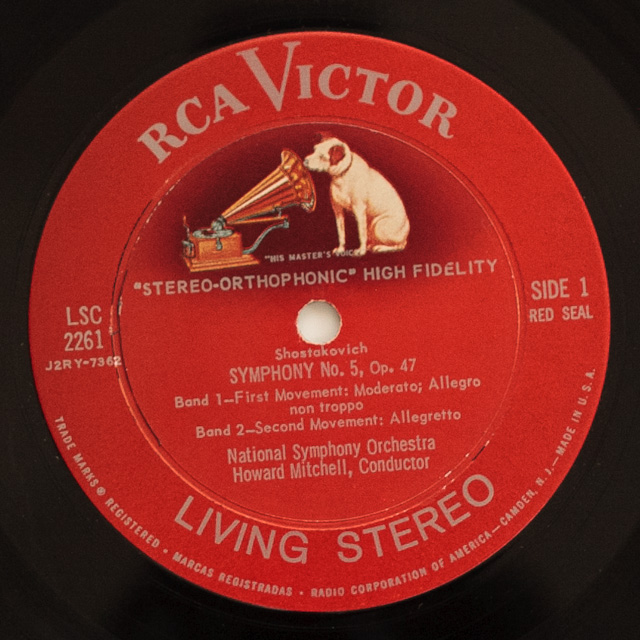 RCA VICTOR
"HIS MASTER'S VOICE"
"STEREO-ORTHOPHONIC" HIGH FIDELITY
LSC
2261
J2RY-7362
SIDE 1
RED SEAL
Shostakovich
SYMPHONY No. 5, Op. 47
Band 1—First Movement: Moderato; Allegro
non troppo
Band 2—Second Movement: Allegretto
National Symphony Orchestra
Howard Mitchell, Conductor
LIVING STEREO
TRADE MARKS® REGISTERED • MARCAS REGISTRADAS • RADIO CORPORATION OF AMERICA—CAMDEN, N. J.—MADE IN U.S.A.